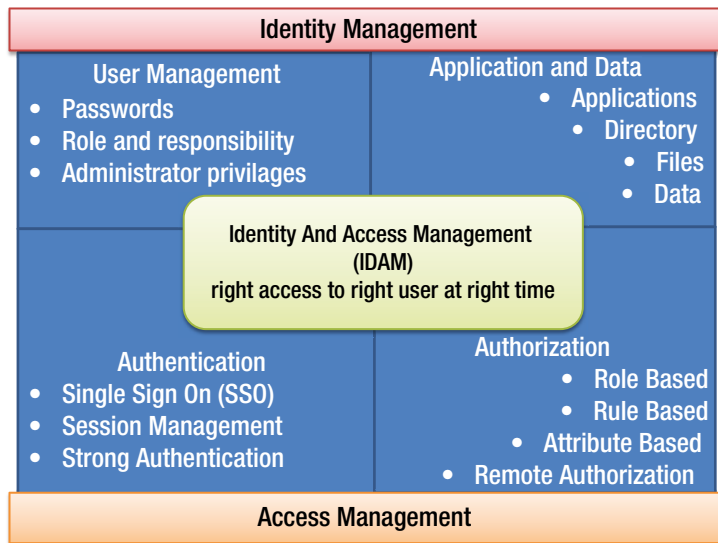 Identity Management
User Management
• Passwords
• Role and responsibility
• Administrator privilages
Application and Data
• Applications
• Directory
• Files
• Data
Identity And Access Management
(IDAM)
right access to right user at right time
Authentication
• Single Sign On (SSO)
• Session Management
• Strong Authentication
Authorization
• Role Based
• Rule Based
• Attribute Based
• Remote Authorization
Access Management